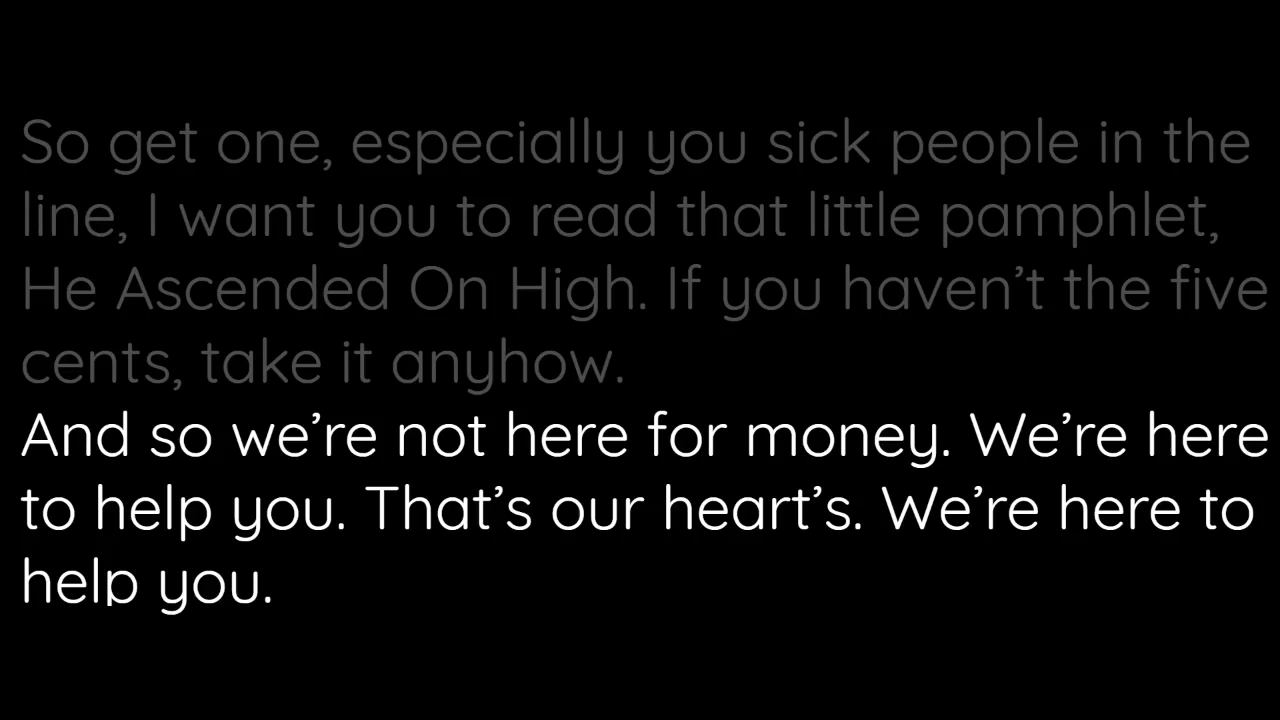 So get one, especially you sick people in the
line, I want you to read that little pamphlet,
He Ascended On High. If you haven’t the five
cents, take it anyhow.
And so we’re not here for money. We’re here
to help you. That’s our heart’s. We’re here to
help you.